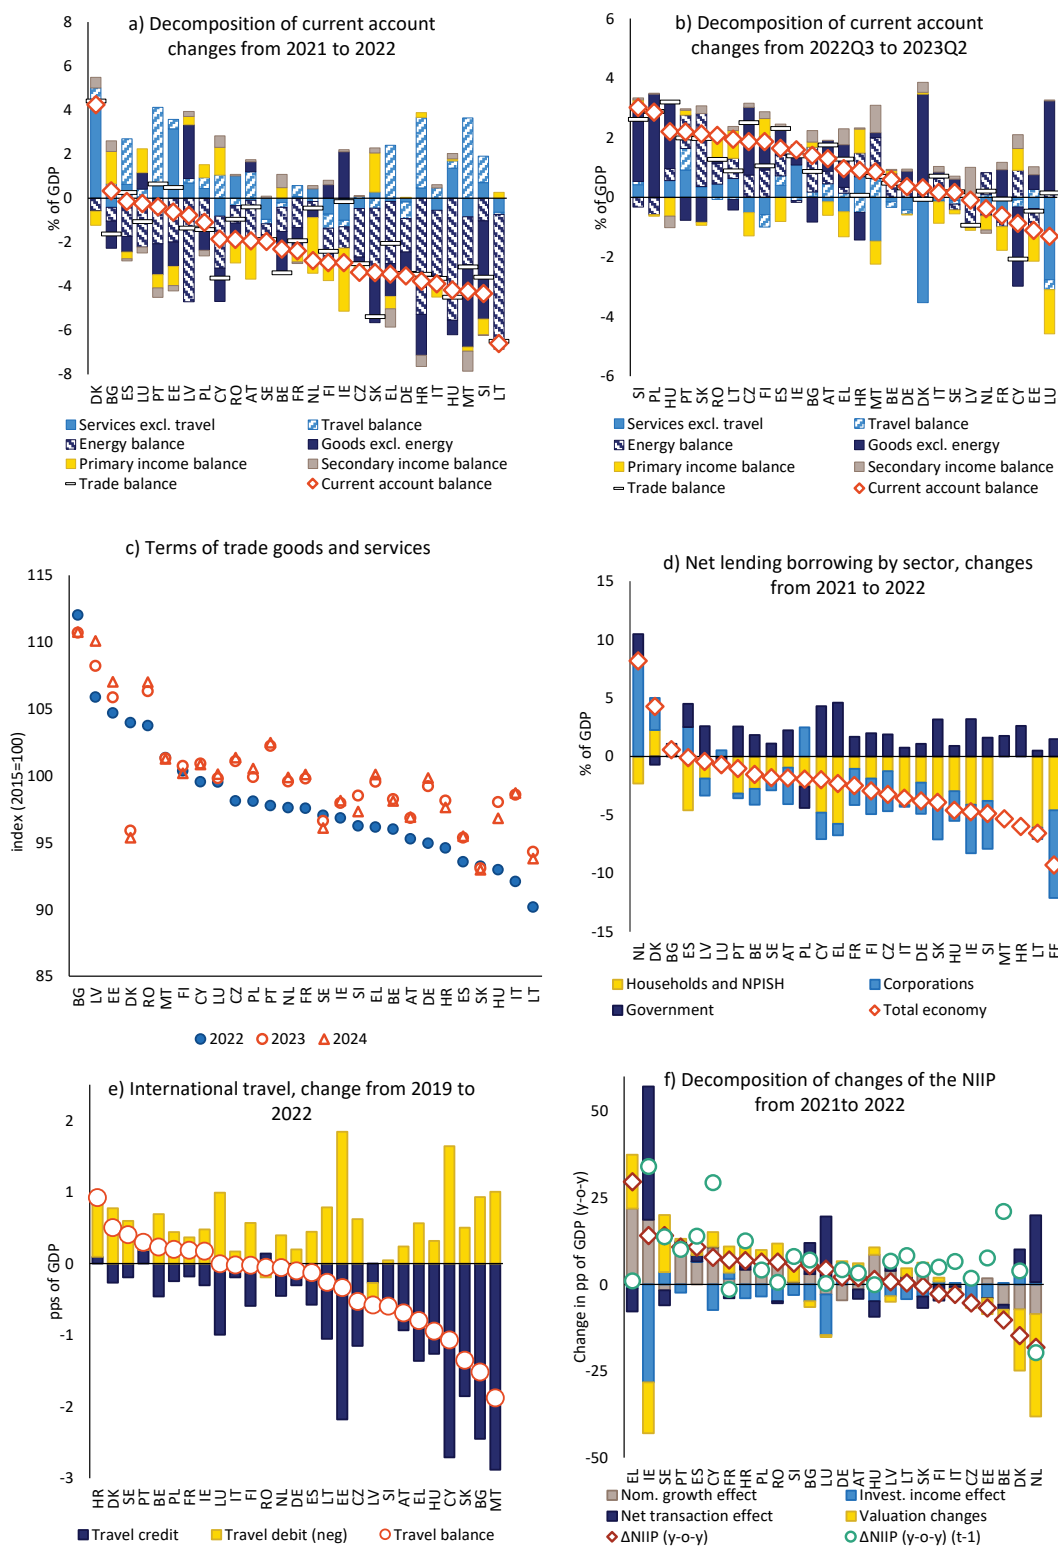 a) Decomposition of current account
changes from 2021 to 2022
% of GDP
8
6
4
2
0
-2
-4
-6
-8
DK BG ES LU PT EE LV PL CY RO AT SE BE FR NL FI IE CZ SK EL DE HR IT HU MT SI LT
Services excl. travel Travel balance
Energy balance Goods excl. energy
Primary income balance Secondary income balance
Trade balance Current account balance
b) Decomposition of current account
changes from 2022Q3 to 2023Q2
% of GDP
6
4
2
0
2
-4
-6
SI PL HU PT SK RO LT CZ FI ES IE BG AT EL HR MT BE DE DK IT SE LV NL FR CY EE LU
Services excl. travel Travel balance
Energy balance Goods excl. energy
Primary income balance Secondary income balance
Trade balance Current account balance
c) Terms of trade goods and services
index (2015=100)
115
110
105
100
95
90
85
BG LV EE DK RO MT FI CY LU CZ PL PT NL FR SE IE SI EL BE AT DE HR ES SK HU IT LT
2022 2023 2024
d) Net lending borrowing by sector, changes
from 2021 to 2022
% of GDP
15
10
5
0
-5
-10
-15
NL DK BG ES LV LU PT BE SE AT PL CY EL FR FI CZ IT DE SK HU IE SI MT HR LT EE
Households and NPISH Corporations
Government Total economy
e) International travel, change from 2019 to
2022
pps of GDP
2
1
0
-1
-2
-3
HR DK SE PT BE PL FR IE LU IT FI RO NL DE ES LT EE CZ LV SI AT EL HU CY SK BG MT
Travel credit Travel debit (neg) Travel balance
f) Decomposition of changes of the NIIP
from 2021to 2022
Change in pp of GDP (y-o-y)
50
25
0
-25
-50
EL IE SE PT ES CY FR HR PL RO SI BG LU DE AT HU LV LT SK FI IT CZ EE BE DK NL
Nom. growth effect Invest. income effect
Net transaction effect Valuation changes
ΔNIIP (y-o-y) ΔNIIP (y-o-y) (t-1)